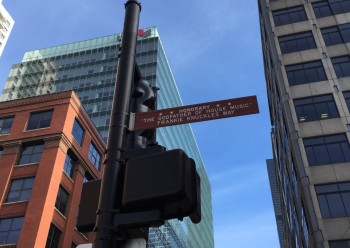 HONORARY
"THE GODFATHER OF HOUSE MUSIC"
FRANKIE KNUCKLES WAY